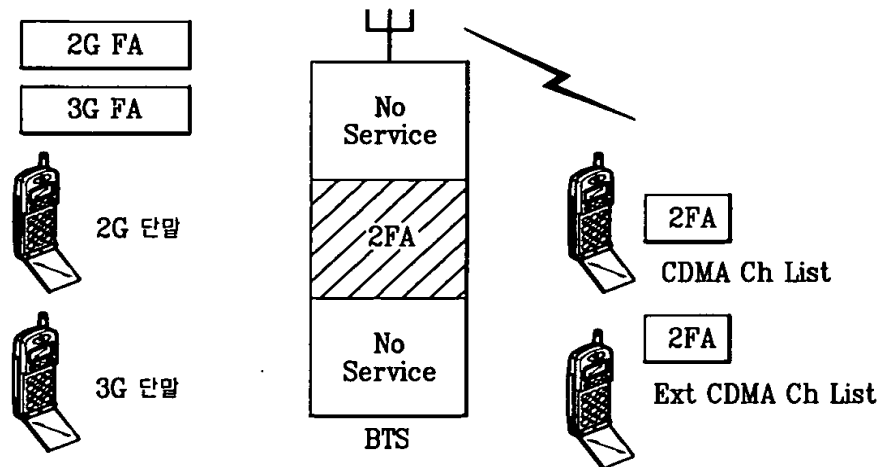 2G FA
3G FA
2G 단말
3G 단말
No
Service
2FA
No
Service
BTS
2FA
CDMA Ch List
2FA
Ext CDMA Ch List